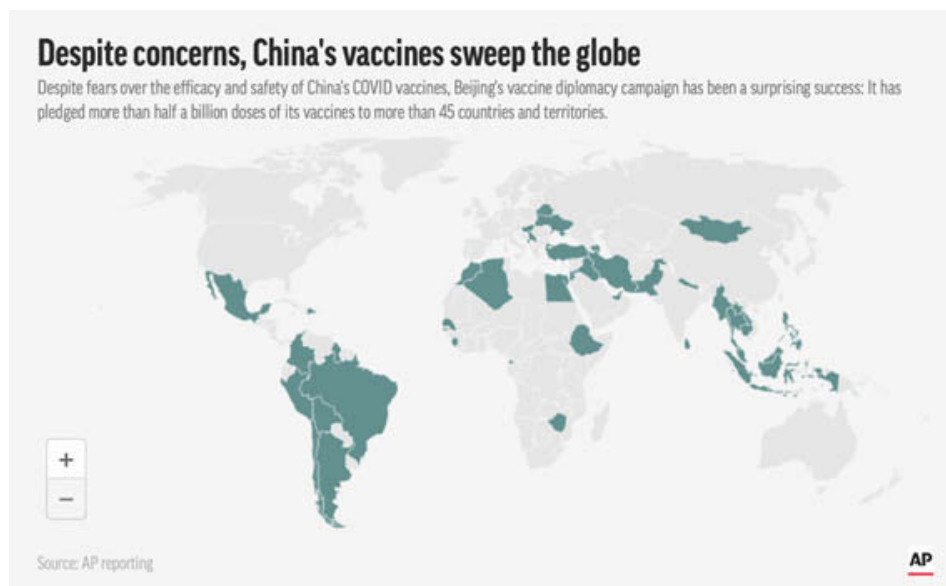 Despite concerns, China's vaccines sweep the globe
Despite fears over the efficacy and safety of China's COVID vaccines, Beijing's vaccine diplomacy campaign has been a surprising success: It has
pledged more than half a billion doses of its vaccines to more than 45 countries and territories.
+
−
Source: AP reporting
AP